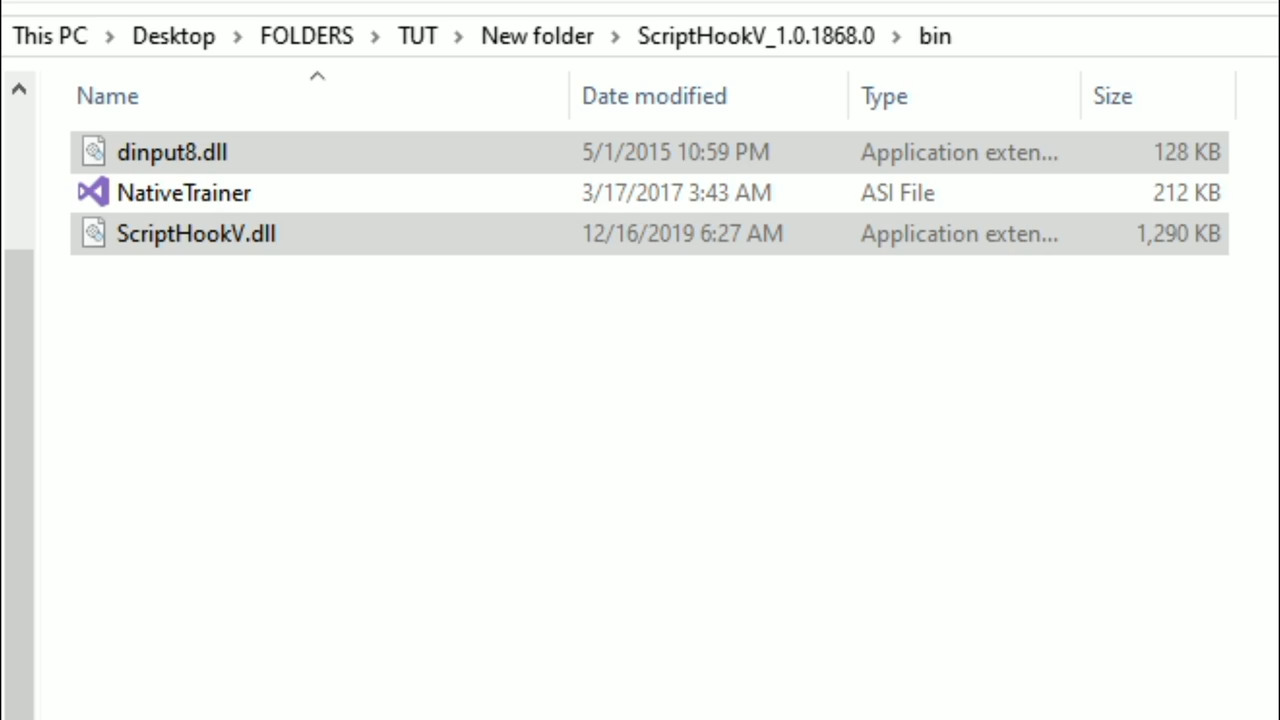 This PC > Desktop > FOLDERS > TUT > New folder > ScriptHookV_1.0.1868.0 > bin
Name Date modified Type Size
dinput8.dll 5/1/2015 10:59 PM Application exten... 128 KB
NativeTrainer 3/17/2017 3:43 AM ASI File 212 KB
ScriptHookV.dll 12/16/2019 6:27 AM Application exten... 1,290 KB